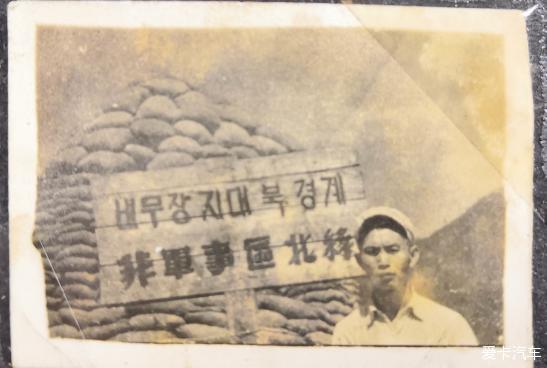 비무장지대 북경계
非軍事區北緣
爱卡汽车